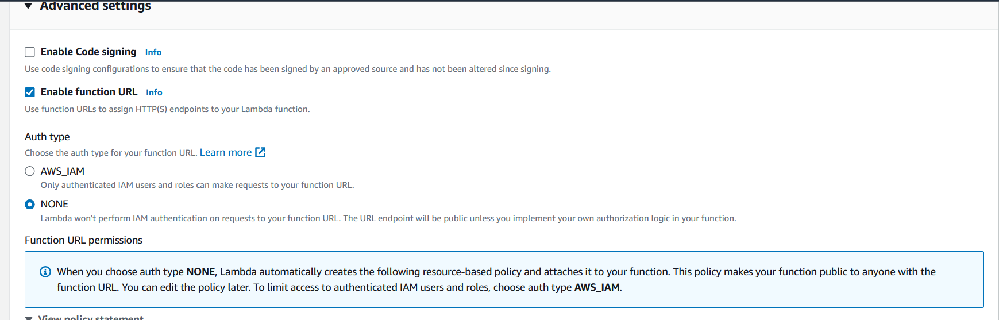 Advanced settings
Enable Code signing Info
Use code signing configurations to ensure that the code has been signed by an approved source and has not been altered since signing.
Enable function URL Info
Use function URLs to assign HTTP(S) endpoints to your Lambda function.
Auth type
Choose the auth type for your function URL. Learn more
AWS_IAM
Only authenticated IAM users and roles can make requests to your function URL.
NONE
Lambda won't perform IAM authentication on requests to your function URL. The URL endpoint will be public unless you implement your own authorization logic in your function.
Function URL permissions
When you choose auth type NONE, Lambda automatically creates the following resource-based policy and attaches it to your function. This policy makes your function public to anyone with the
function URL. You can edit the policy later. To limit access to authenticated IAM users and roles, choose auth type AWS_IAM.
View policy statement